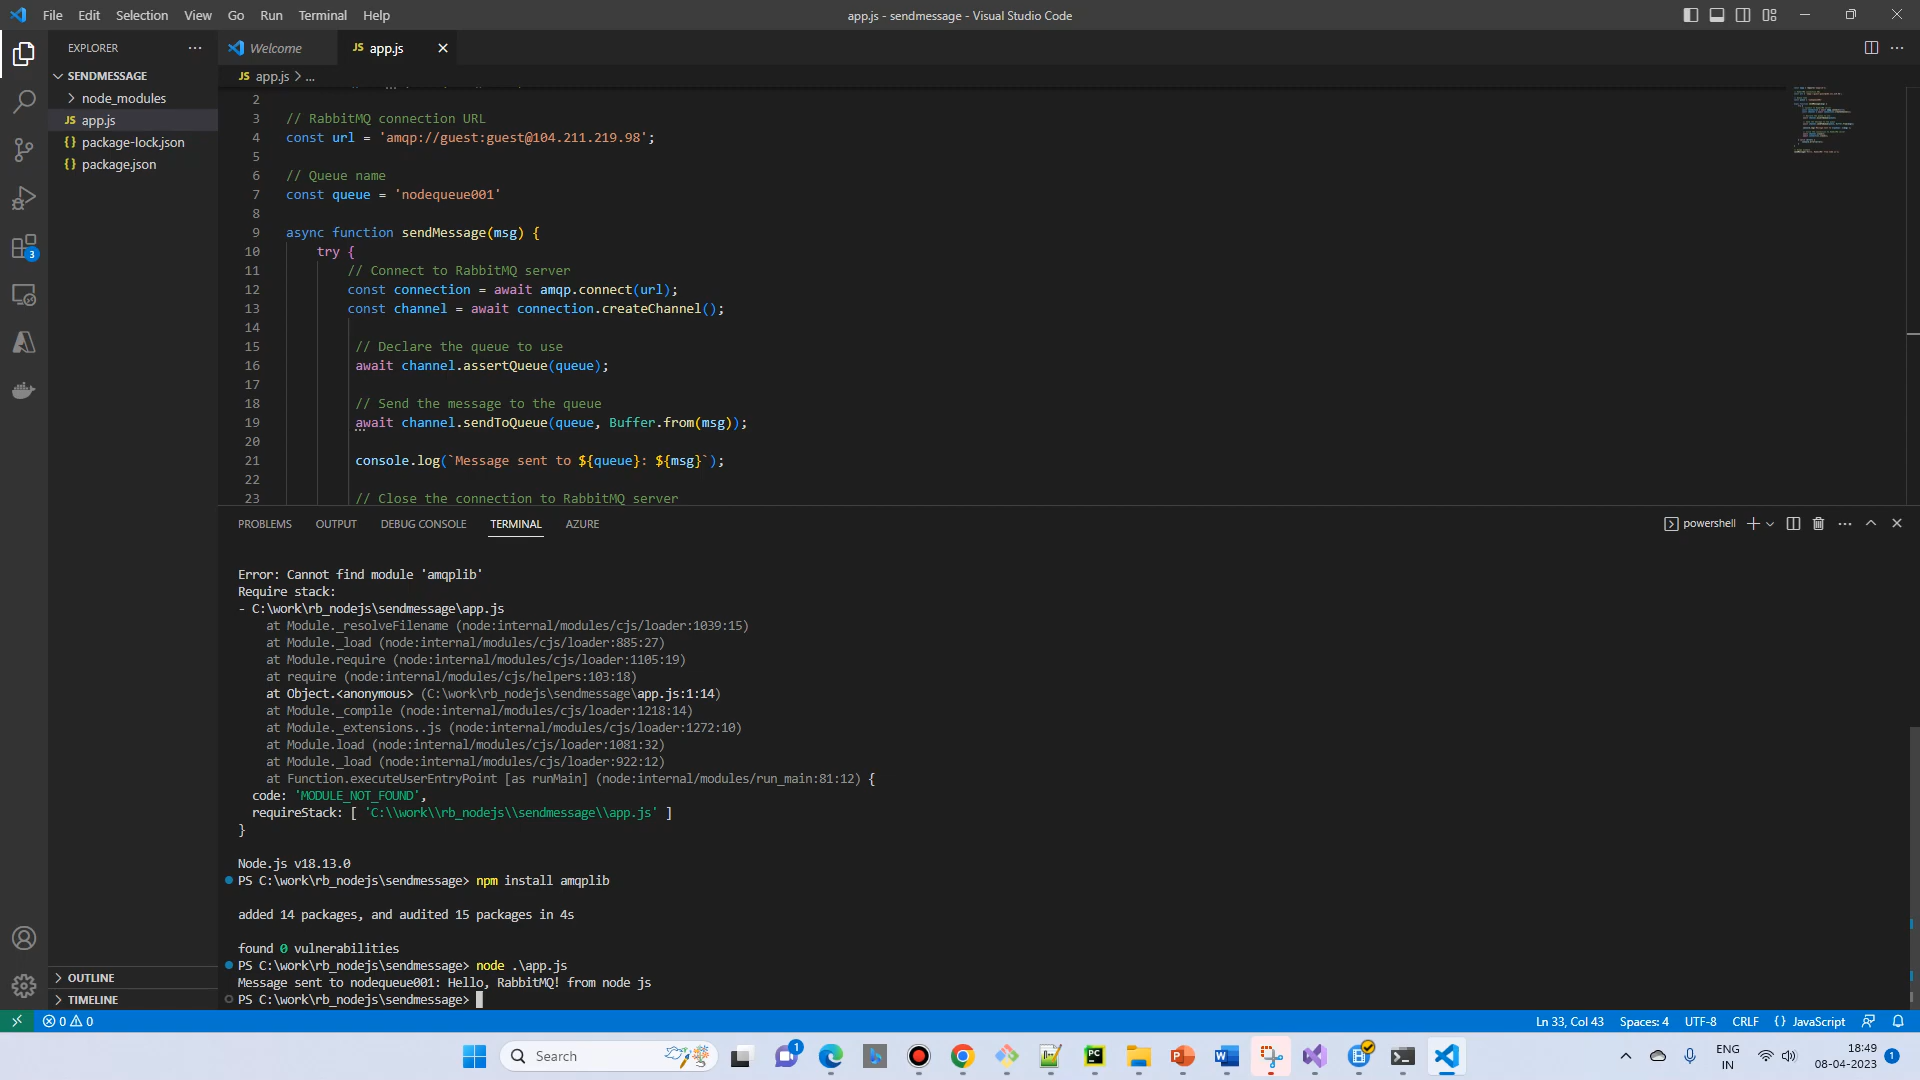 File Edit Selection View Go Run Terminal Help
app.js - sendmessage - Visual Studio Code
EXPLORER
SENDMESSAGE
node_modules
JS app.js
{} package-lock.json
{} package.json
OUTLINE
TIMELINE
3
Welcome
JS app.js
JS app.js > ...
2
3 // RabbitMQ connection URL
4 const url = 'amqp://guest:guest@104.211.219.98';
5
6 // Queue name
7 const queue = 'nodequeue001'
8
9 async function sendMessage(msg) {
10 try {
11 // Connect to RabbitMQ server
12 const connection = await amqp.connect(url);
13 const channel = await connection.createChannel();
14
15 // Declare the queue to use
16 await channel.assertQueue(queue);
17
18 // Send the message to the queue
19 await channel.sendToQueue(queue, Buffer.from(msg));
20
21 console.log(`Message sent to ${queue}: ${msg}`);
22
23 // Close the connection to RabbitMQ server
PROBLEMS OUTPUT DEBUG CONSOLE TERMINAL AZURE
powershell
Error: Cannot find module 'amqplib'
Require stack:
- C:\work\rb_nodejs\sendmessage\app.js
at Module._resolveFilename (node:internal/modules/cjs/loader:1039:15)
at Module._load (node:internal/modules/cjs/loader:885:27)
at Module.require (node:internal/modules/cjs/loader:1105:19)
at require (node:internal/modules/cjs/helpers:103:18)
at Object.<anonymous> (C:\work\rb_nodejs\sendmessage\app.js:1:14)
at Module._compile (node:internal/modules/cjs/loader:1218:14)
at Module._extensions..js (node:internal/modules/cjs/loader:1272:10)
at Module.load (node:internal/modules/cjs/loader:1081:32)
at Module._load (node:internal/modules/cjs/loader:922:12)
at Function.executeUserEntryPoint [as runMain] (node:internal/modules/run_main:81:12) {
code: 'MODULE_NOT_FOUND',
requireStack: [ 'C:\\work\\rb_nodejs\\sendmessage\\app.js' ]
}
Node.js v18.13.0
PS C:\work\rb_nodejs\sendmessage> npm install amqplib
added 14 packages, and audited 15 packages in 4s
found 0 vulnerabilities
PS C:\work\rb_nodejs\sendmessage> node .\app.js
Message sent to nodequeue001: Hello, RabbitMQ! from node js
PS C:\work\rb_nodejs\sendmessage>
0 0
Ln 33, Col 43 Spaces: 4 UTF-8 CRLF {} JavaScript
Search
1
PC
ENG
IN
18:49
08-04-2023
1